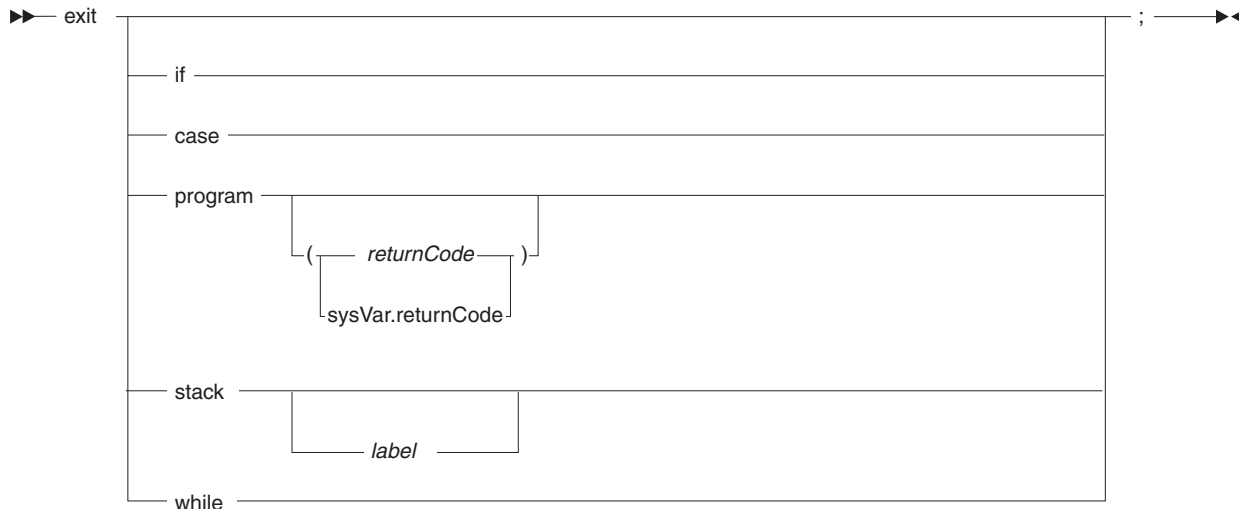 exit ;
if
case
program
( returnCode )
sysVar.returnCode
stack
label
while